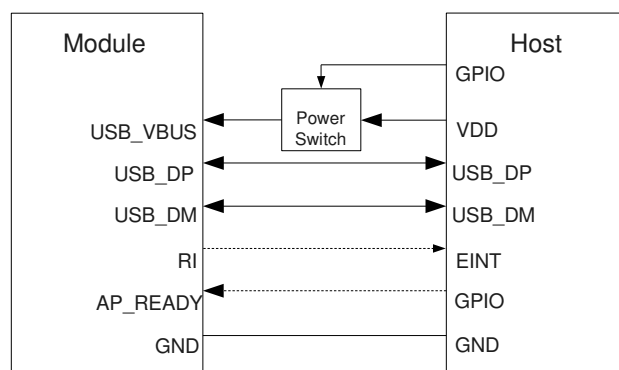 Module
Host
GPIO
Power
Switch
USB_VBUS
VDD
USB_DP
USB_DP
USB_DM
USB_DM
RI
EINT
AP_READY
GPIO
GND
GND